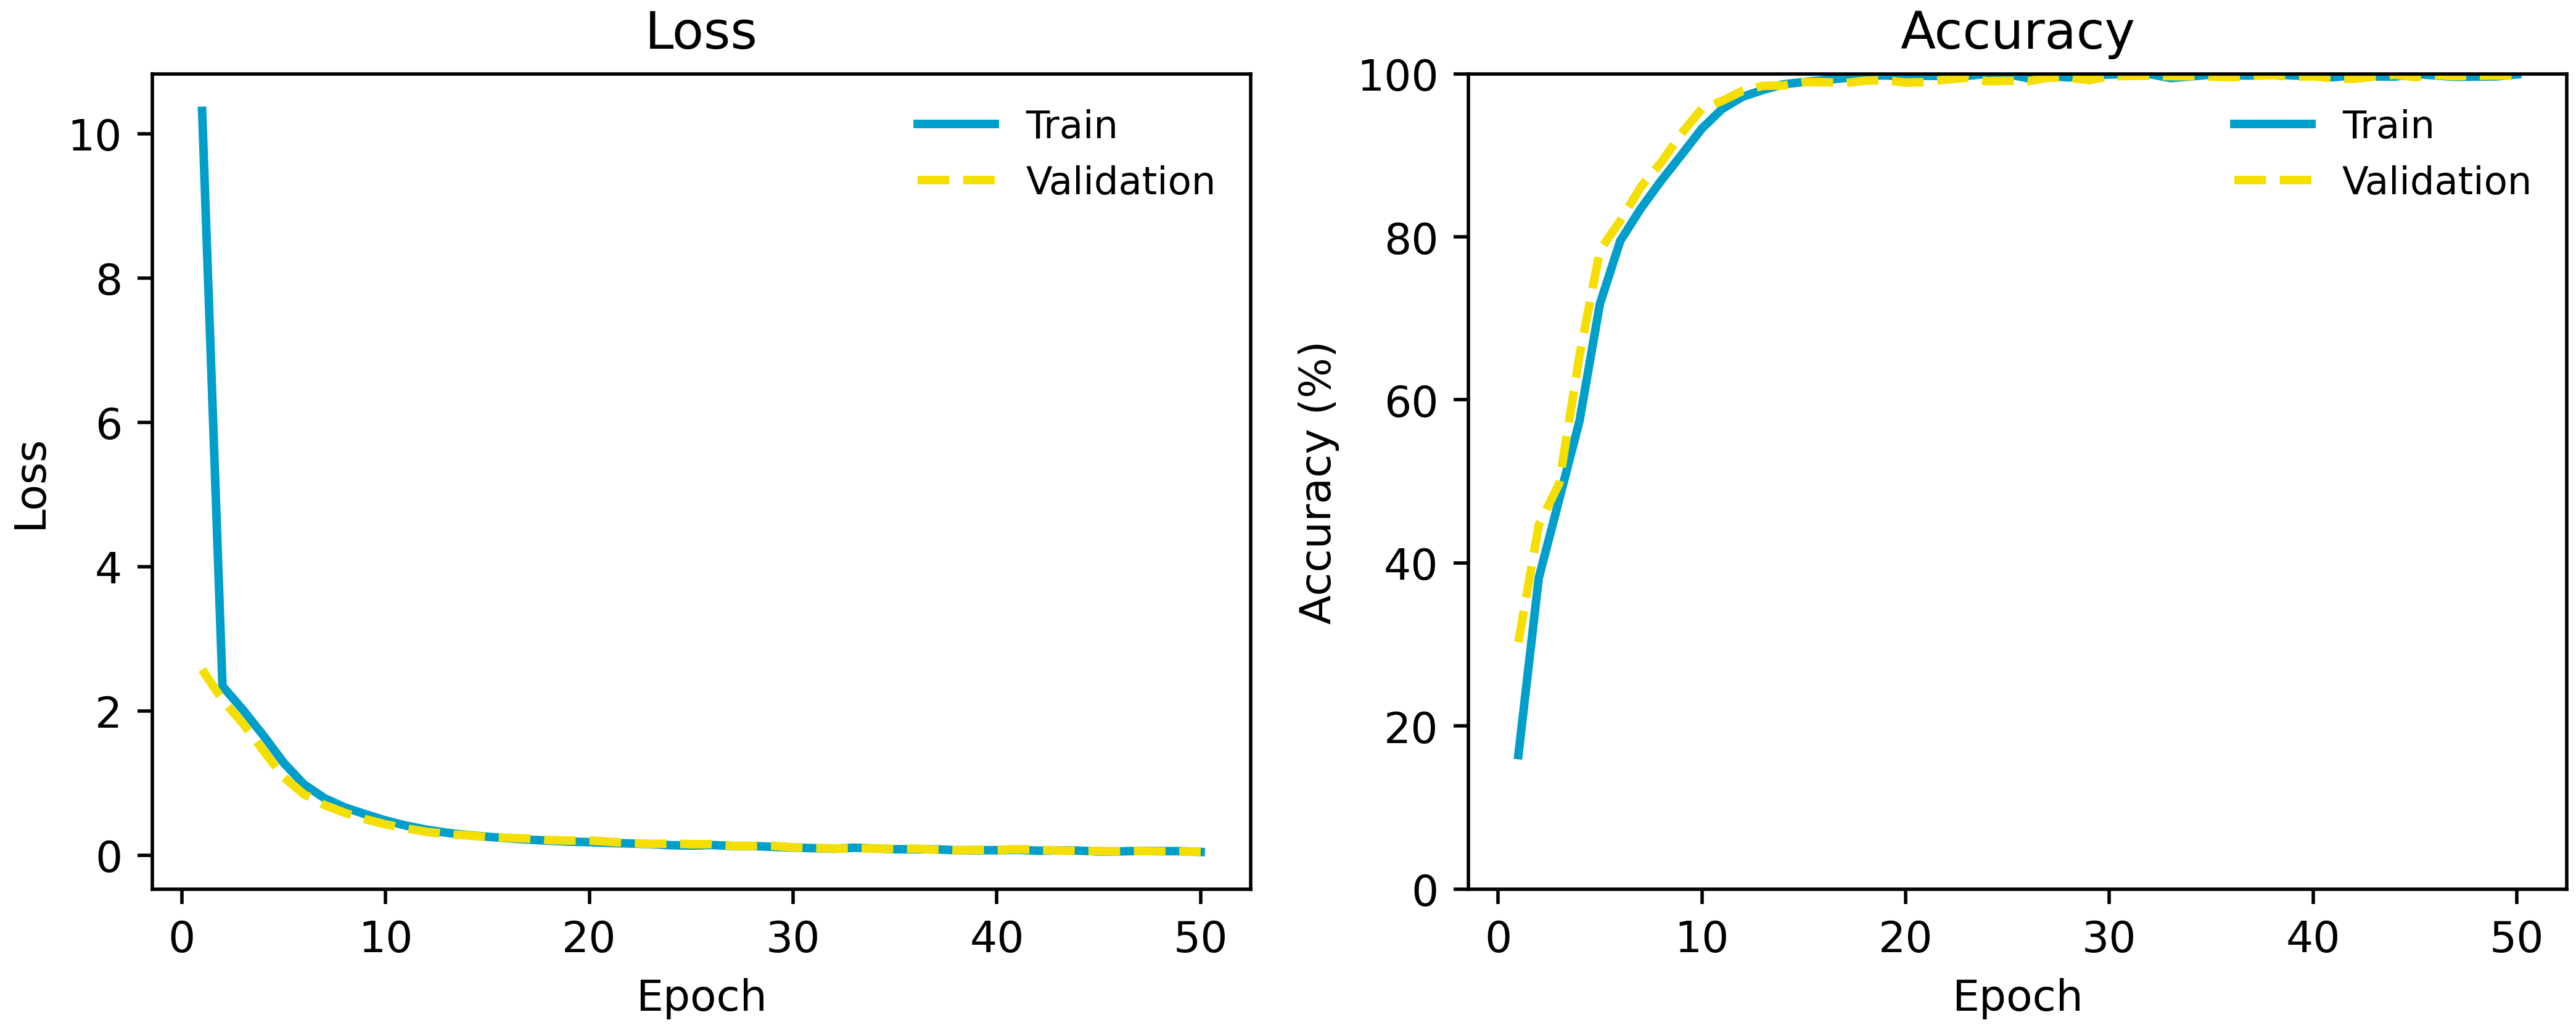 Loss
Train
Validation
10
8
6
4
2
0
Loss
0 10 20 30 40 50
Epoch
Accuracy
Train
Validation
100
80
60
40
20
0
Accuracy (%)
0 10 20 30 40 50
Epoch